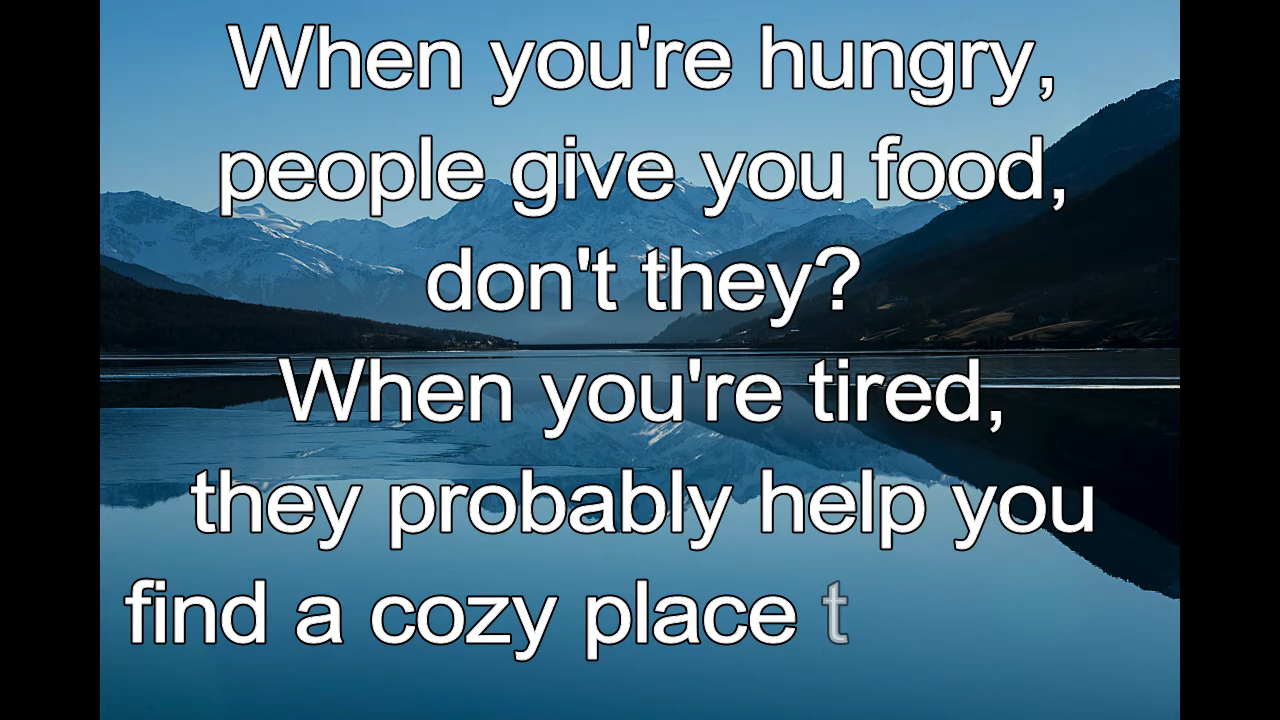 When you're hungry,
people give you food,
don't they?
When you're tired,
they probably help you
find a cozy place t